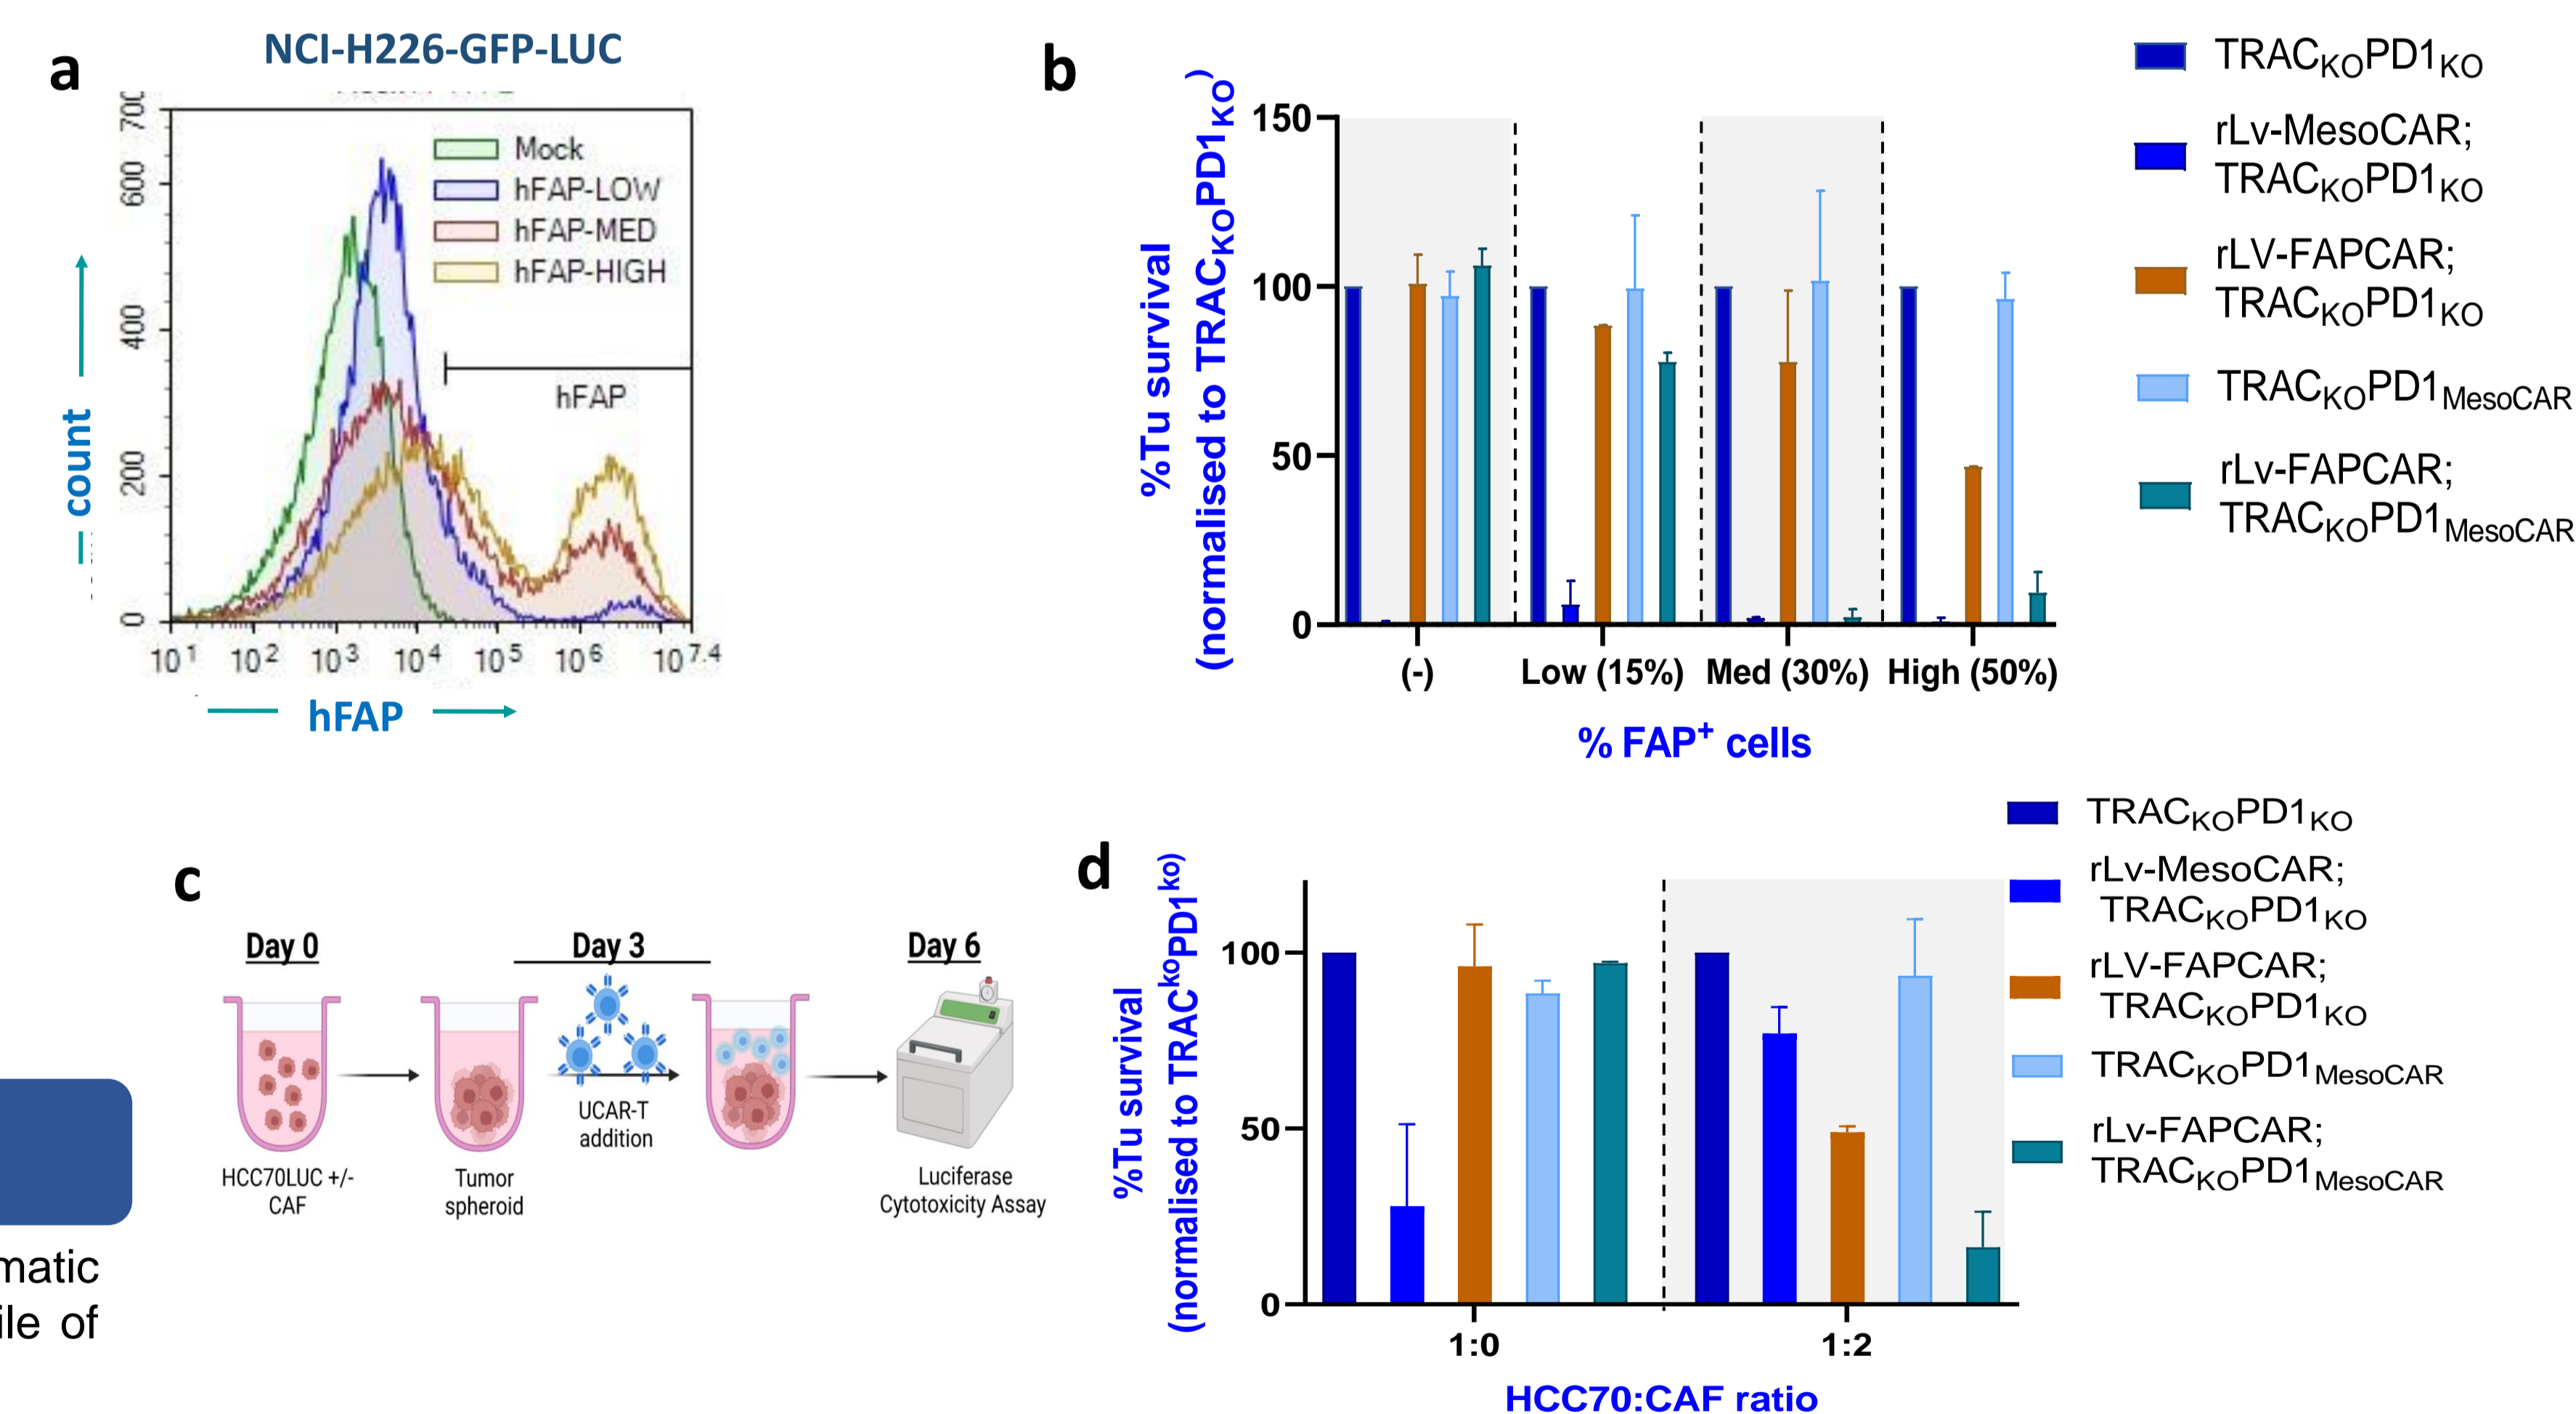 a
NCI-H226-GFP-LUC
700
600
400
200
0
count
Mock
hFAP-LOW
hFAP-MED
hFAP-HIGH
hFAP
10¹ 10² 10³ 10⁴ 10⁵ 10⁶ 10⁷·⁴
hFAP
b
%Tu survival
(normalised to TRACKOPD1KO)
150
100
50
0
(-) Low (15%) Med (30%) High (50%)
% FAP⁺ cells
TRACKOPD1KO
rLv-MesoCAR;
TRACKOPD1KO
rLV-FAPCAR;
TRACKOPD1KO
TRACKOPD1MesoCAR
rLv-FAPCAR;
TRACKOPD1MesoCAR
c
Day 0
Day 3
Day 6
UCAR-T
addition
HCC70LUC +/-
CAF
Tumor
spheroid
Luciferase
Cytotoxicity Assay
d
%Tu survival
(normalised to TRACkoPD1ko)
100
50
0
1:0 1:2
HCC70:CAF ratio
TRACKOPD1KO
rLv-MesoCAR;
TRACKOPD1KO
rLV-FAPCAR;
TRACKOPD1KO
TRACKOPD1MesoCAR
rLv-FAPCAR;
TRACKOPD1MesoCAR
matic
ile of